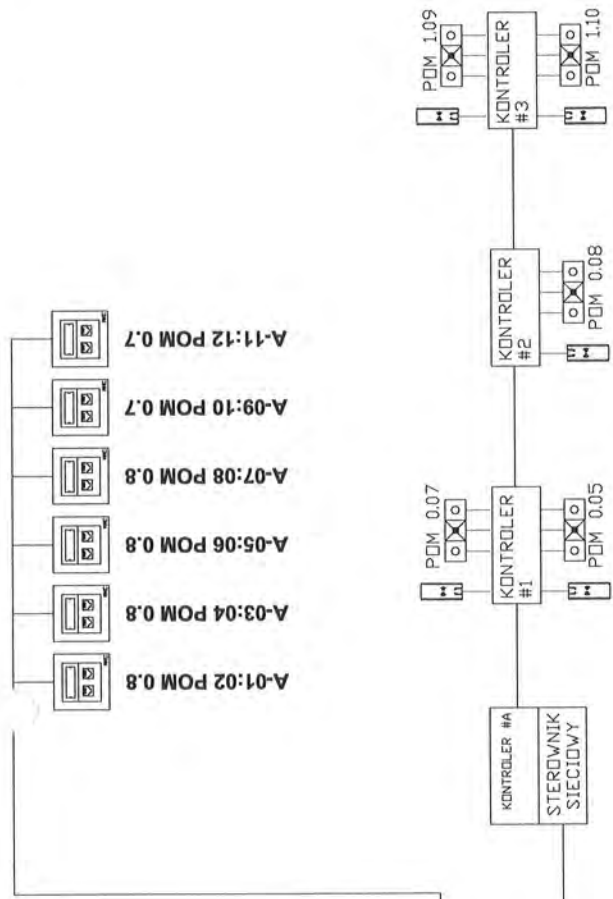 A-11:12 POM 0.7
A-09:10 POM 0.7
A-07:08 POM 0.8
A-05:06 POM 0.8
A-03:04 POM 0.8
A-01:02 POM 0.8
POM 1.09
KONTROLER
#3
POM 1.10
KONTROLER
#2
POM 0.08
POM 0.07
KONTROLER
#1
POM 0.05
KONTROLER #A
STEROWNIK
SIECIOWY